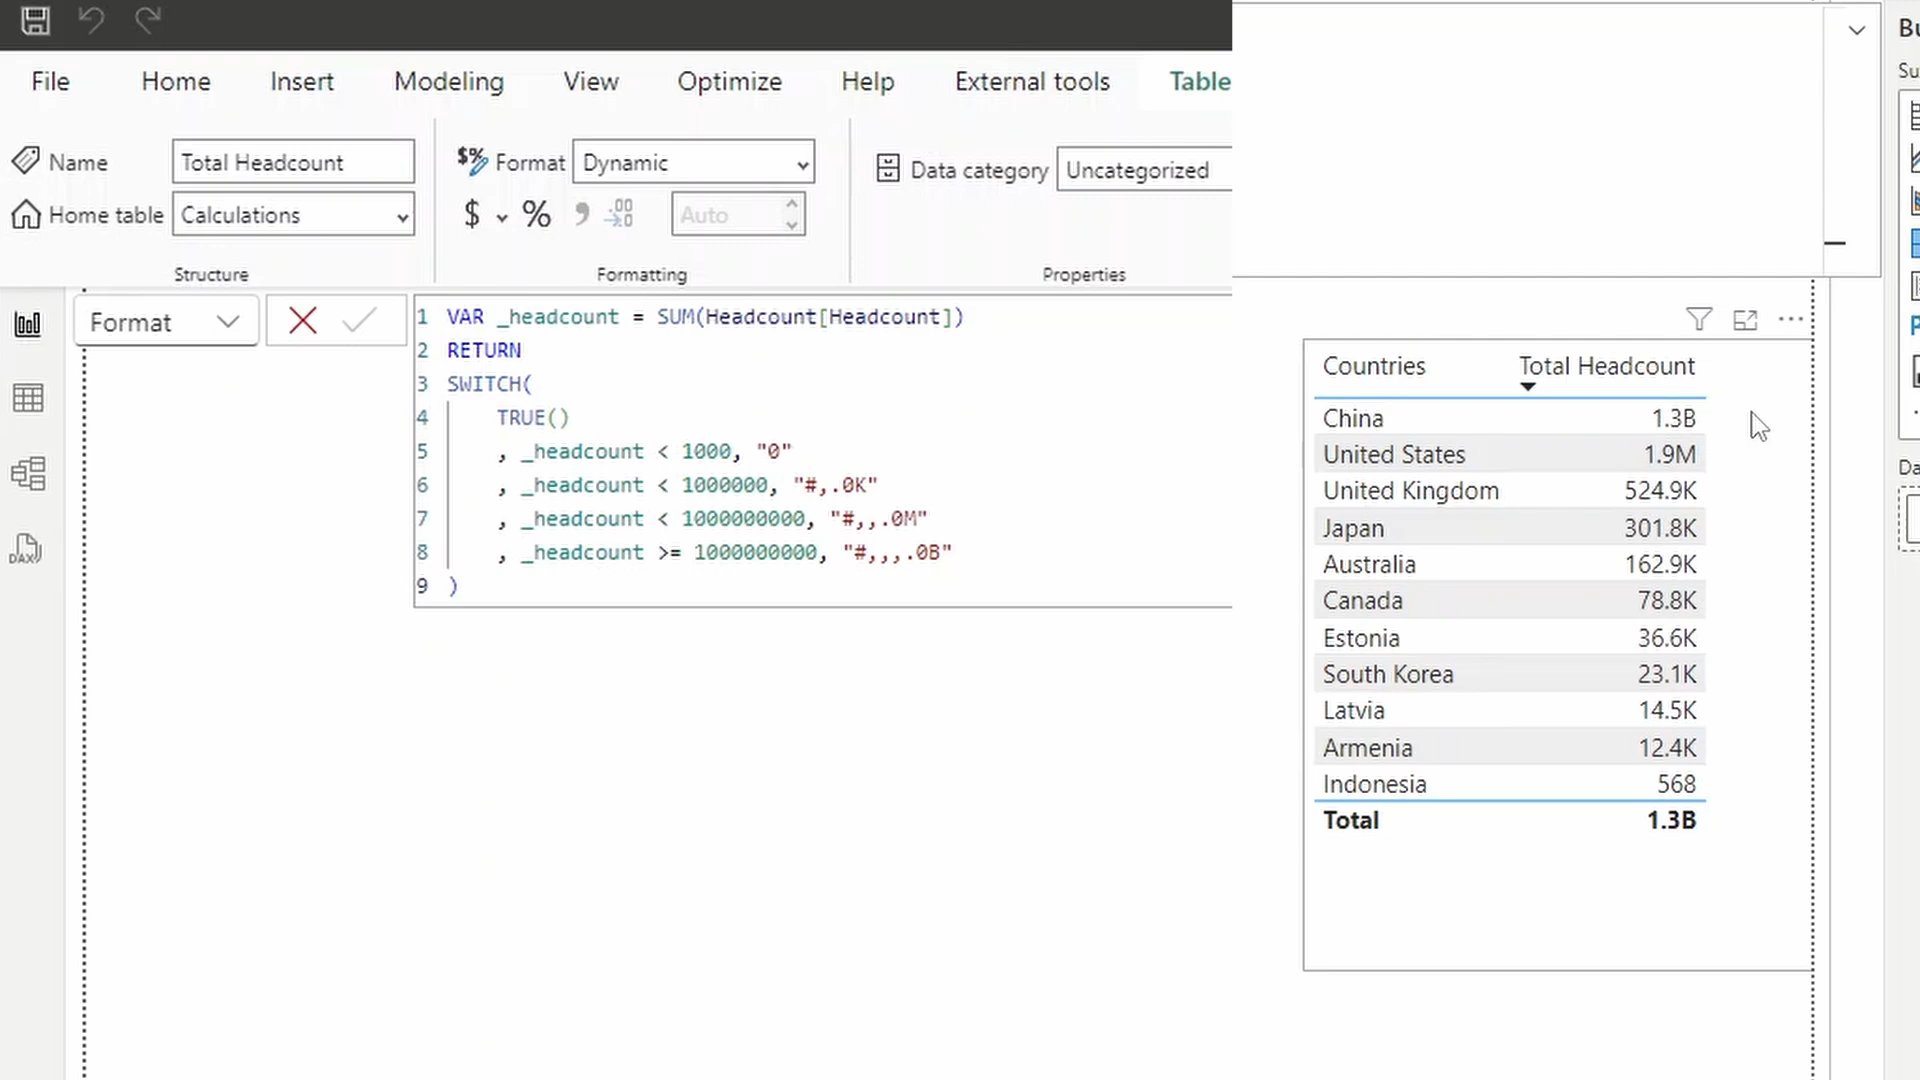 File Home Insert Modeling View Optimize Help External tools Table
Name Total Headcount
Home table Calculations
Structure
$% Format Dynamic
$ % , .00 Auto
Formatting
Data category Uncategorized
Properties
Format
1 VAR _headcount = SUM(Headcount[Headcount])
2 RETURN
3 SWITCH(
4 TRUE()
5 , _headcount < 1000, "0"
6 , _headcount < 1000000, "#,.0K"
7 , _headcount < 1000000000, "#,,.0M"
8 , _headcount >= 1000000000, "#,,,.0B"
9 )
DAX
Countries Total Headcount
China 1.3B
United States 1.9M
United Kingdom 524.9K
Japan 301.8K
Australia 162.9K
Canada 78.8K
Estonia 36.6K
South Korea 23.1K
Latvia 14.5K
Armenia 12.4K
Indonesia 568
Total 1.3B